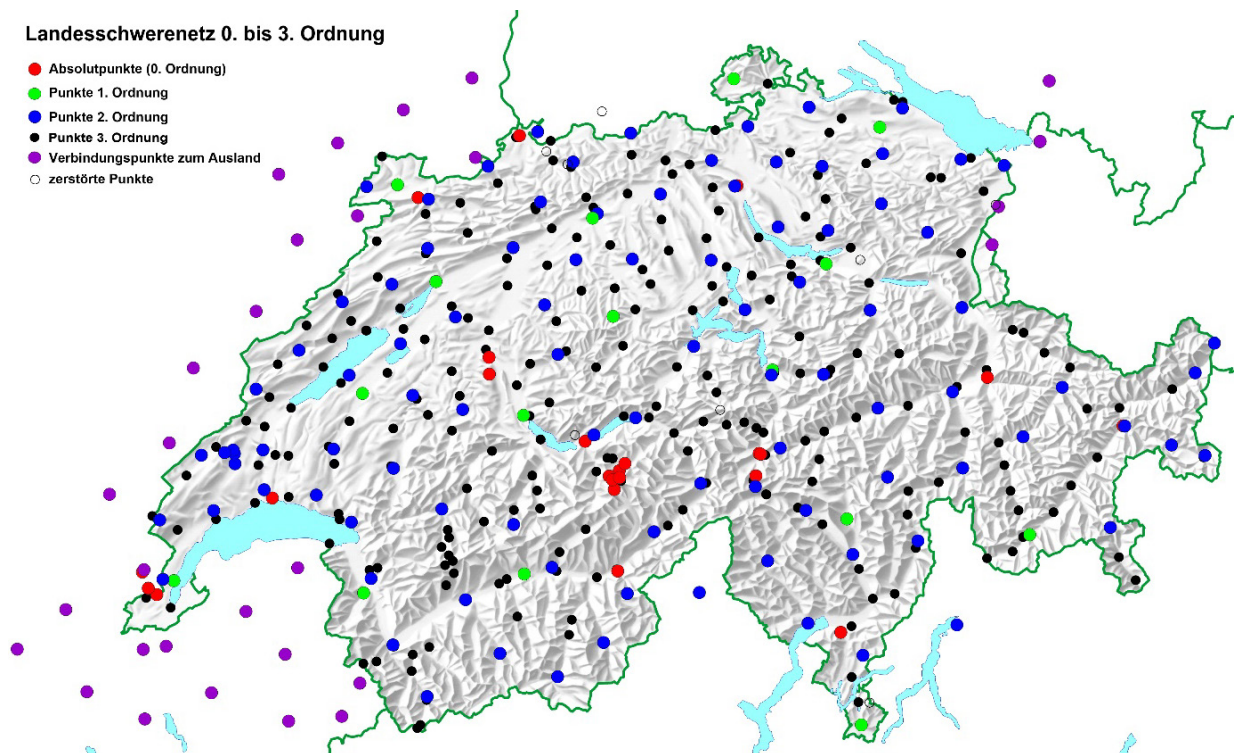 Landesschwerenetz 0. bis 3. Ordnung
Absolutpunkte (0. Ordnung)
Punkte 1. Ordnung
Punkte 2. Ordnung
Punkte 3. Ordnung
Verbindungspunkte zum Ausland
zerstörte Punkte